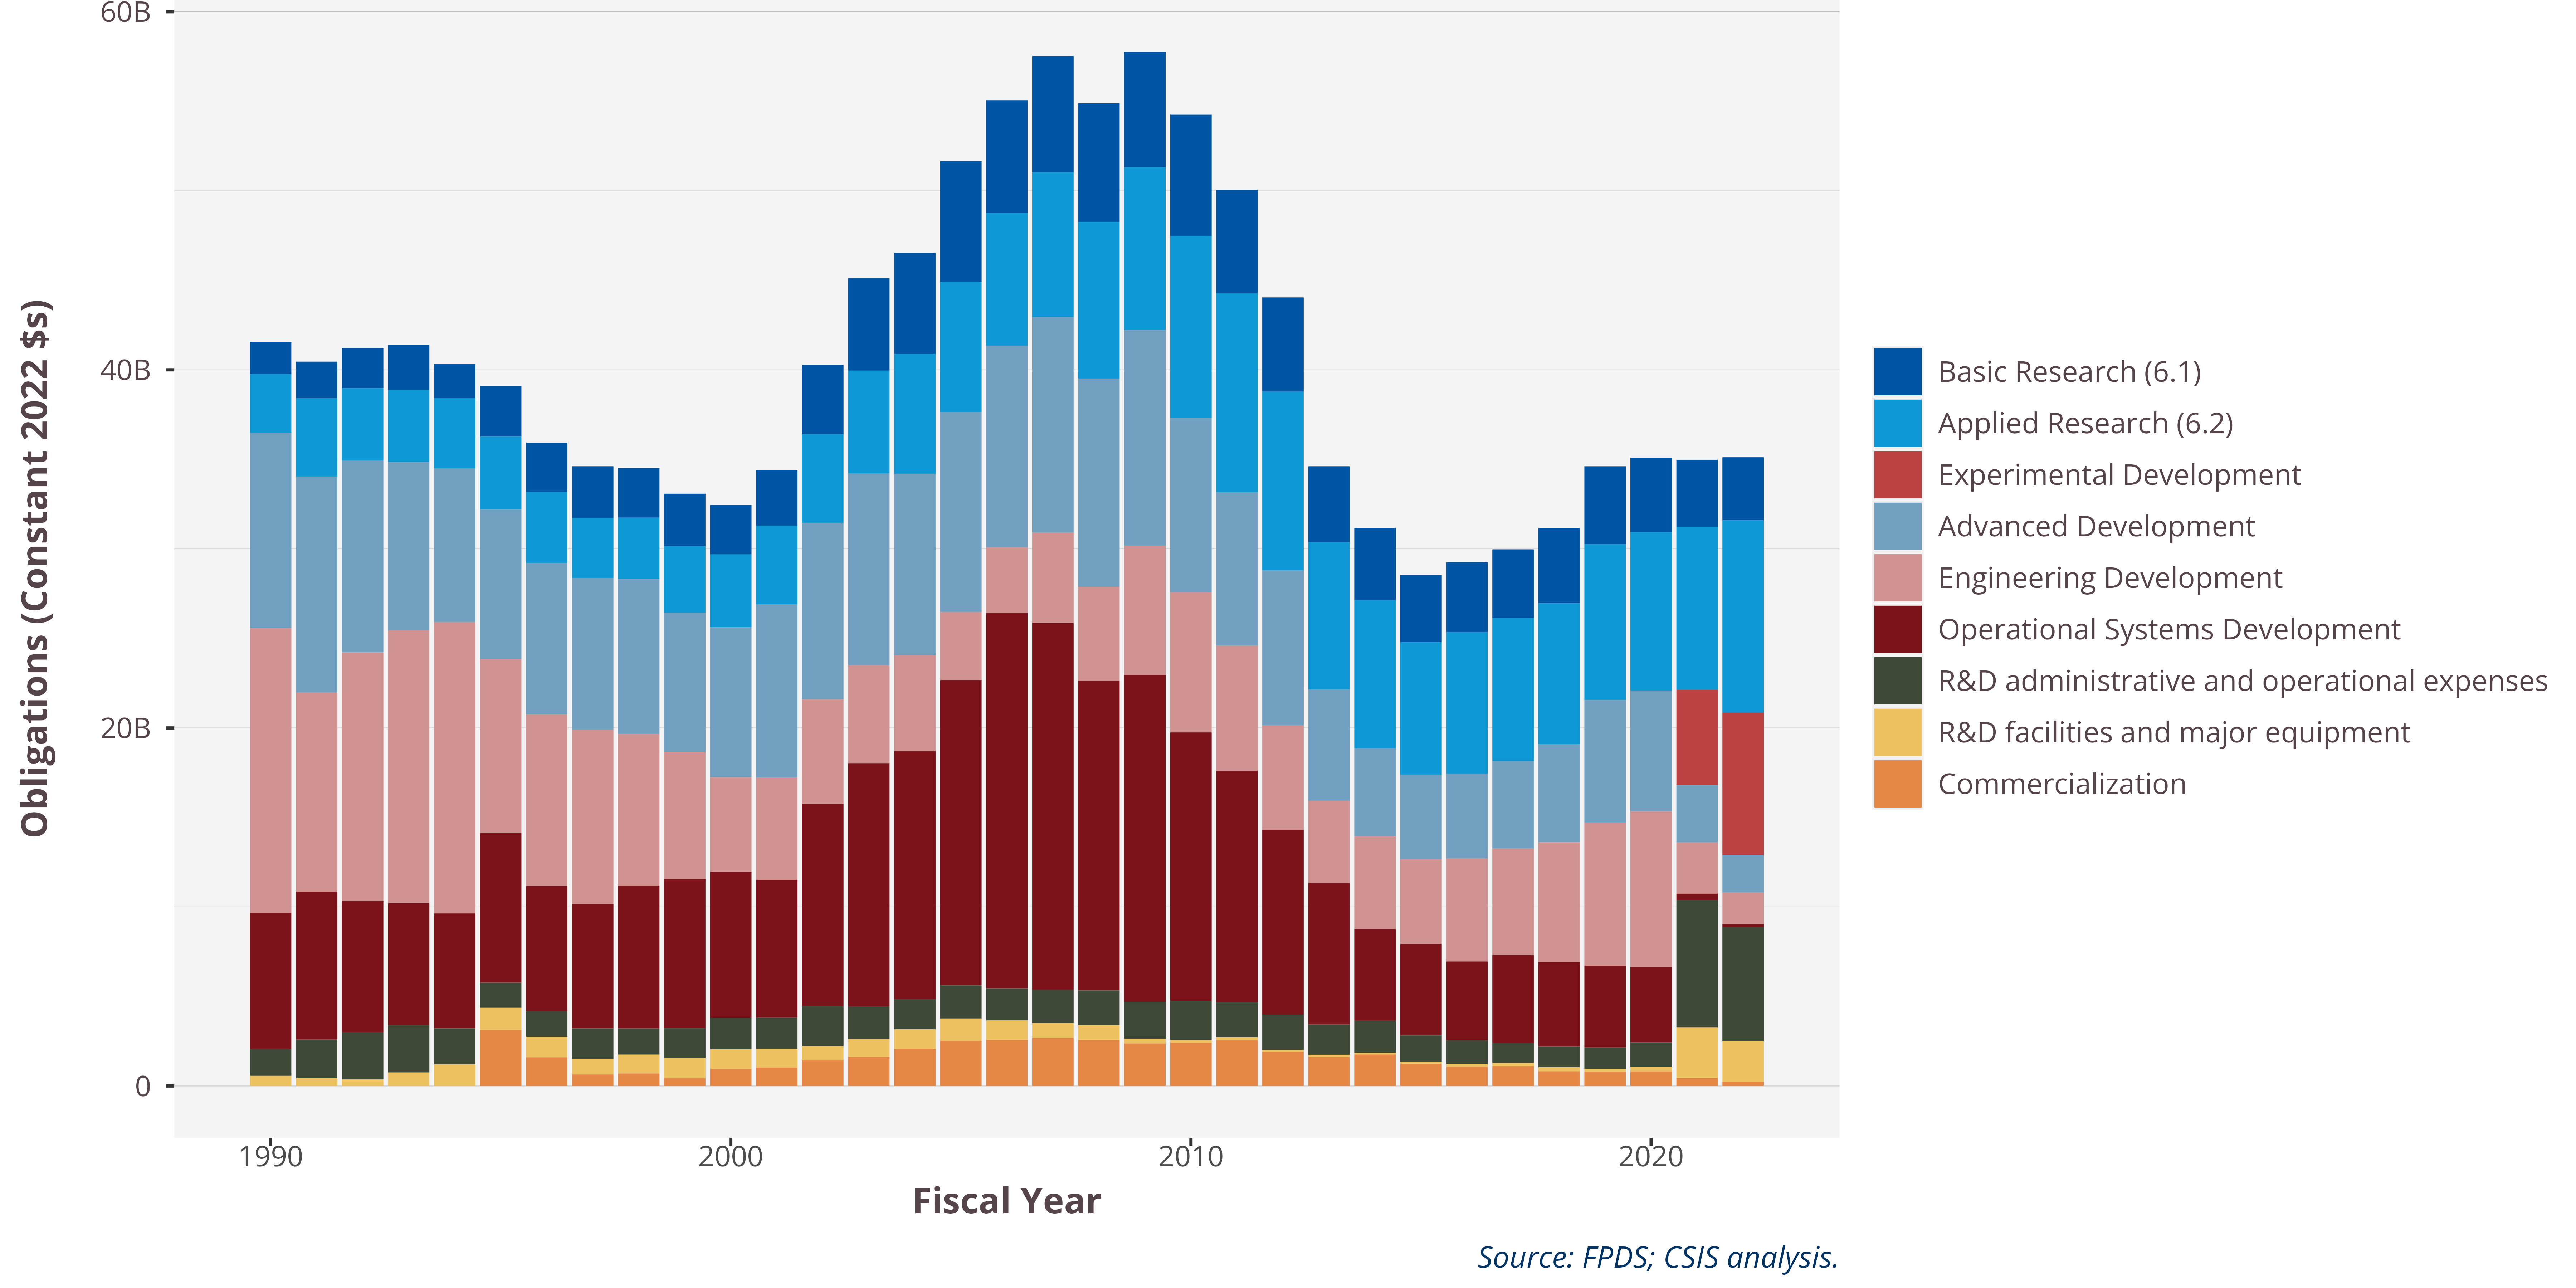 60B
40B
20B
0
Obligations (Constant 2022 $s)
1990
2000
2010
2020
Fiscal Year
Basic Research (6.1)
Applied Research (6.2)
Experimental Development
Advanced Development
Engineering Development
Operational Systems Development
R&D administrative and operational expenses
R&D facilities and major equipment
Commercialization
Source: FPDS; CSIS analysis.